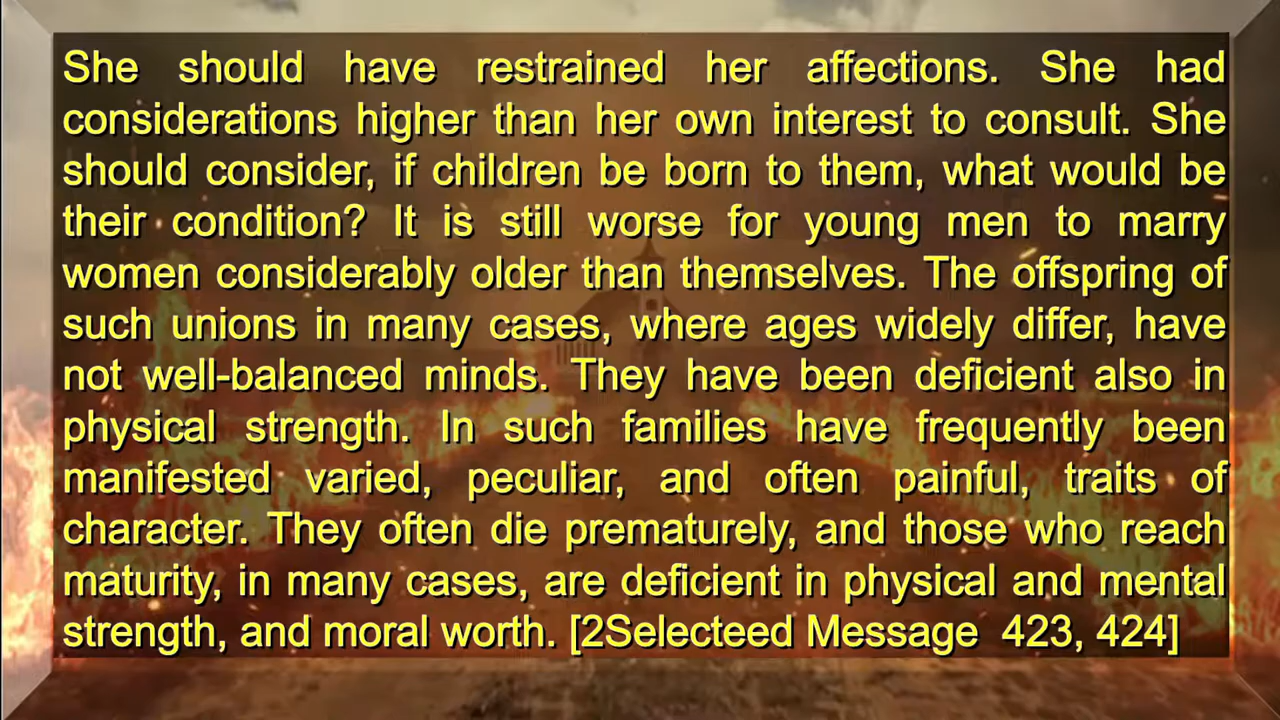 She should have restrained her affections. She had
considerations higher than her own interest to consult. She
should consider, if children be born to them, what would be
their condition? It is still worse for young men to marry
women considerably older than themselves. The offspring of
such unions in many cases, where ages widely differ, have
not well-balanced minds. They have been deficient also in
physical strength. In such families have frequently been
manifested varied, peculiar, and often painful, traits of
character. They often die prematurely, and those who reach
maturity, in many cases, are deficient in physical and mental
strength, and moral worth. [2Selecteed Message 423, 424]